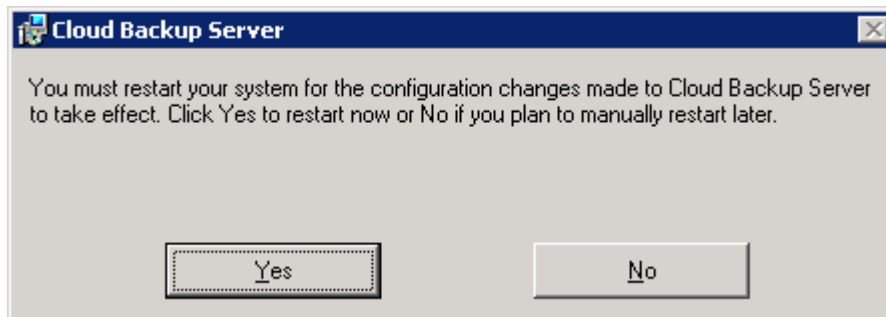 Cloud Backup Server
You must restart your system for the configuration changes made to Cloud Backup Server
to take effect. Click Yes to restart now or No if you plan to manually restart later.
Yes
No